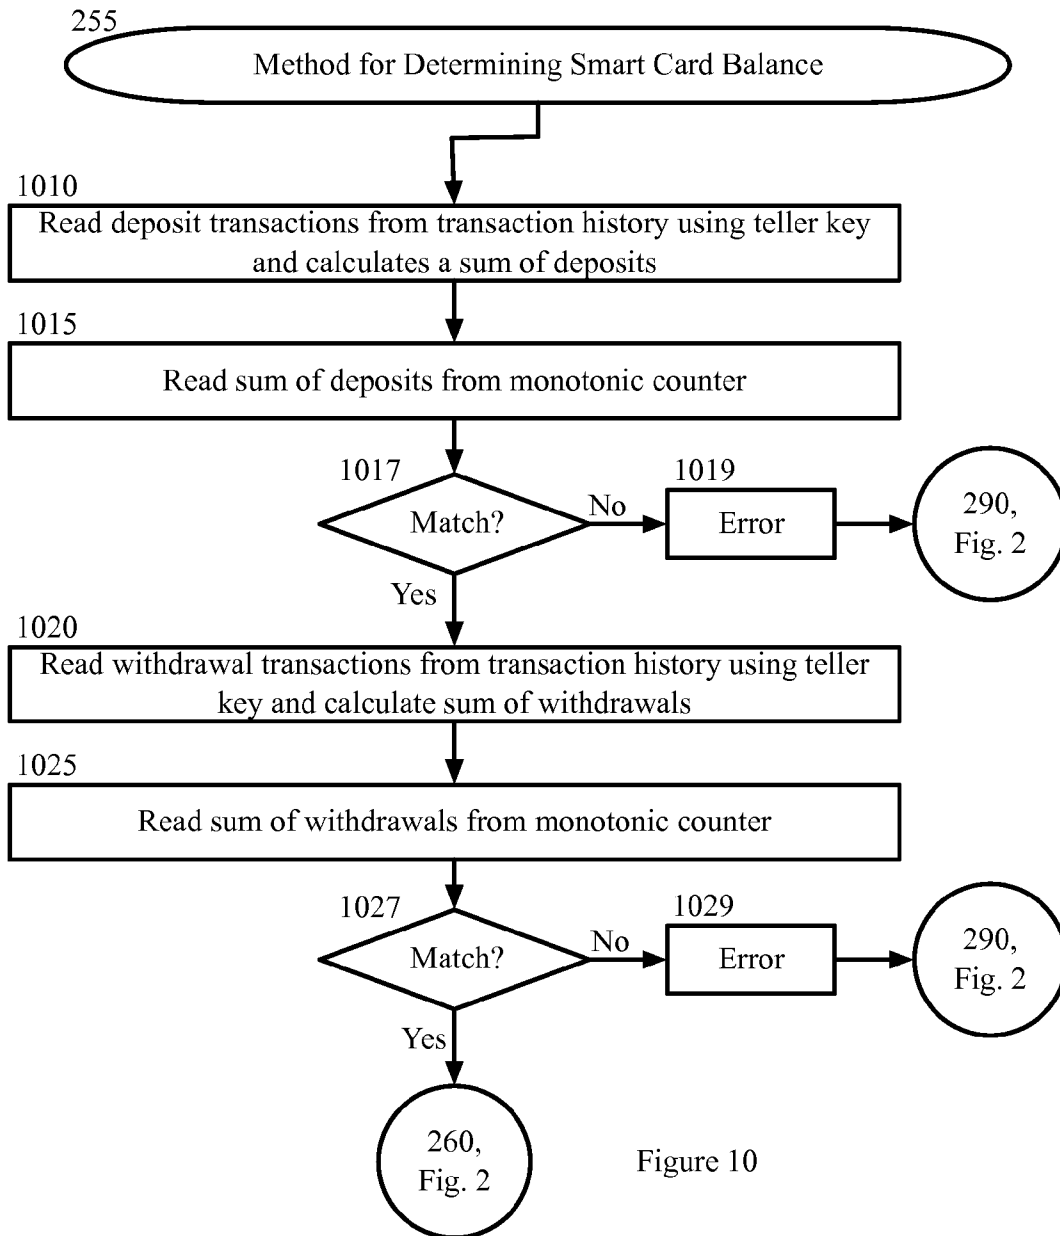 255
Method for Determining Smart Card Balance
1010
Read deposit transactions from transaction history using teller key
and calculates a sum of deposits
1015
Read sum of deposits from monotonic counter
1017
Match?
No
1019
Error
290,
Fig. 2
Yes
1020
Read withdrawal transactions from transaction history using teller
key and calculate sum of withdrawals
1025
Read sum of withdrawals from monotonic counter
1027
Match?
No
1029
Error
290,
Fig. 2
Yes
260,
Fig. 2
Figure 10